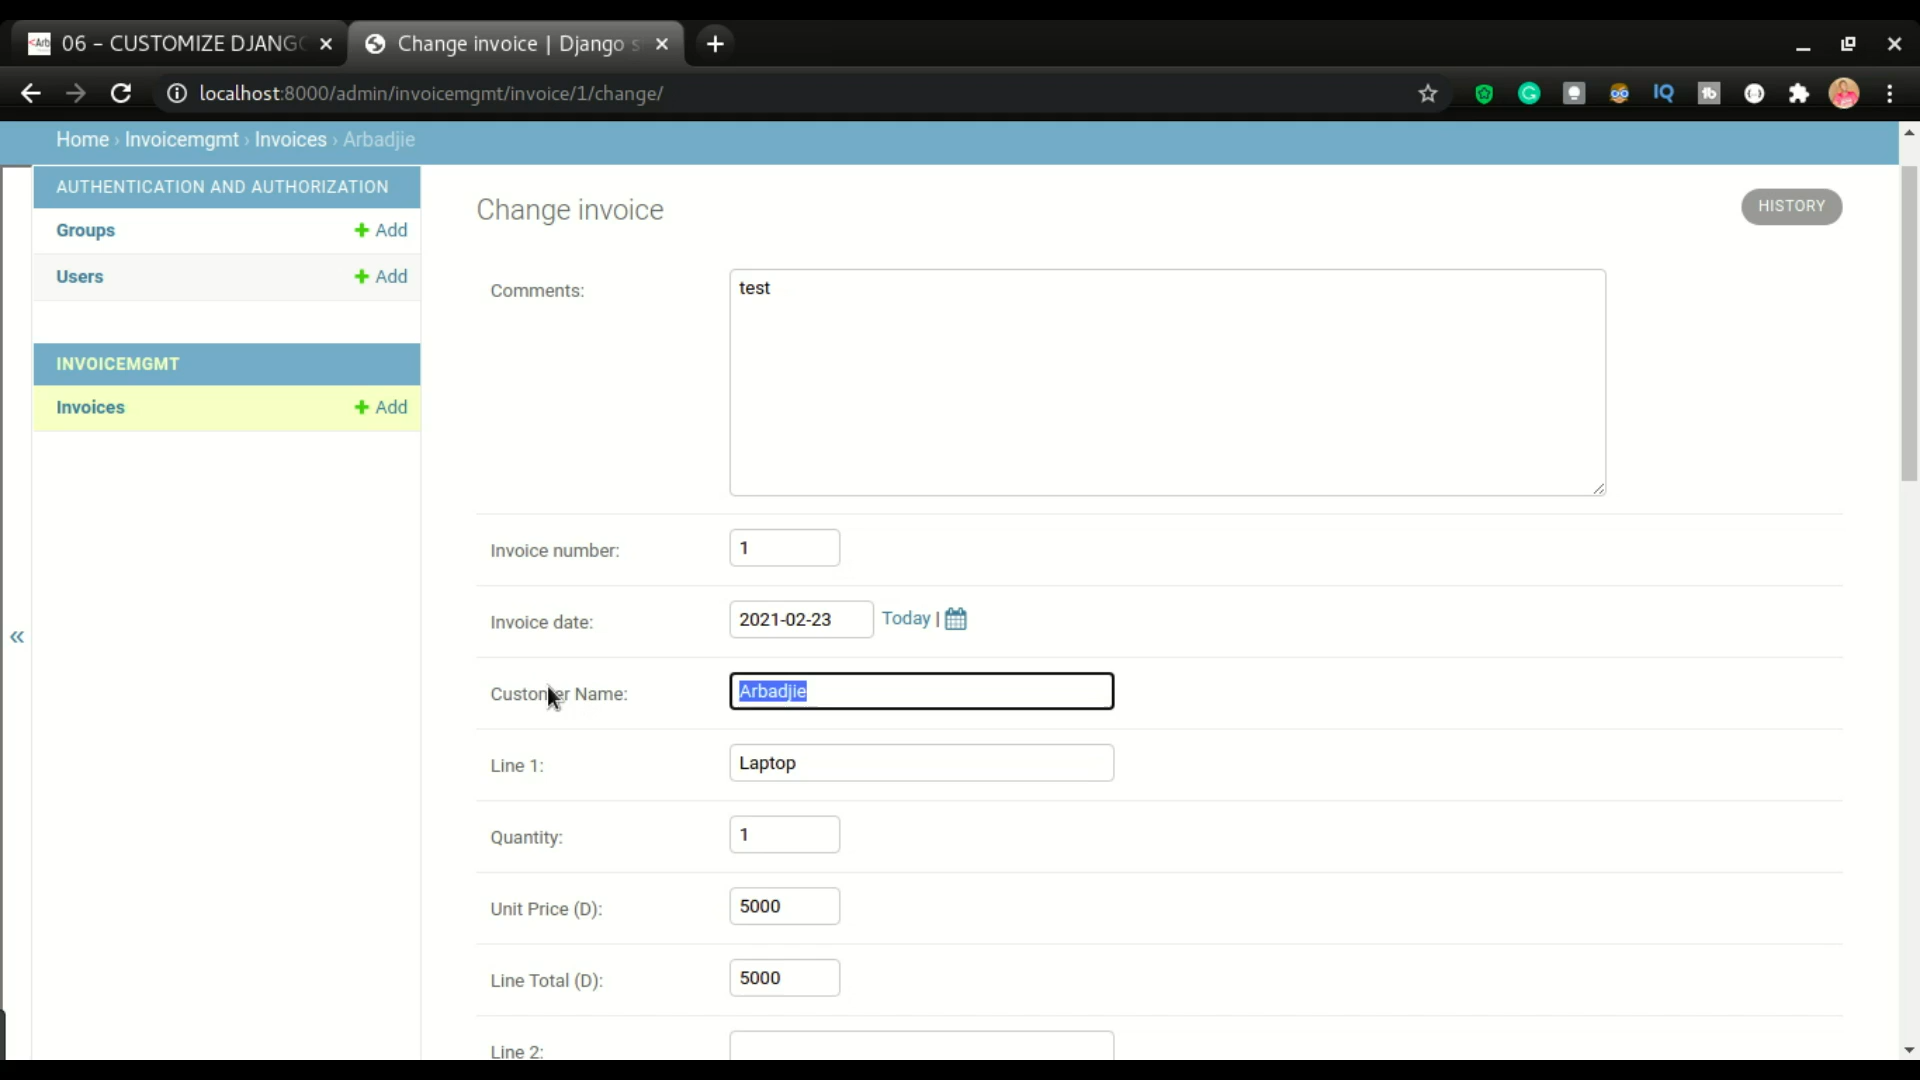 06 – CUSTOMIZE DJANGO
Change invoice | Django s
localhost:8000/admin/invoicemgmt/invoice/1/change/
Home › Invoicemgmt › Invoices › Arbadjie
AUTHENTICATION AND AUTHORIZATION
Groups + Add
Users + Add
INVOICEMGMT
Invoices + Add
«
Change invoice
HISTORY
Comments: test
Invoice number: 1
Invoice date: 2021-02-23 Today |
Customer Name: Arbadjie
Line 1: Laptop
Quantity: 1
Unit Price (D): 5000
Line Total (D): 5000
Line 2: